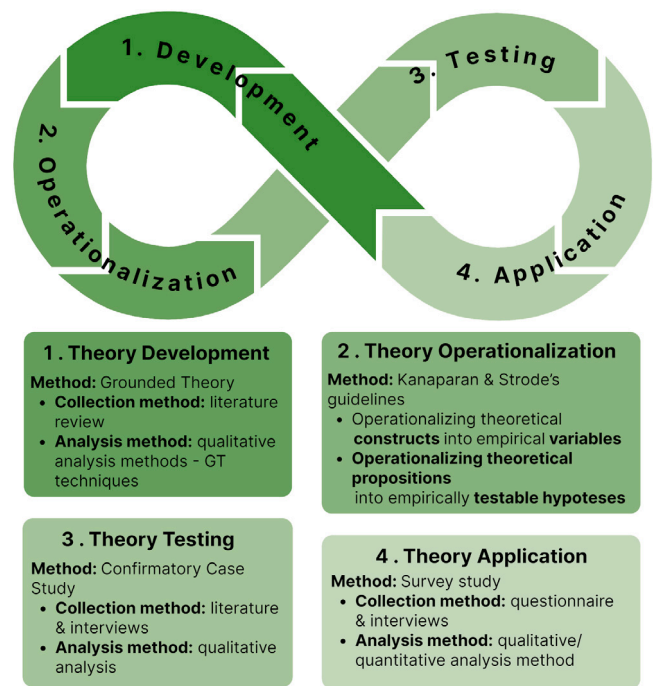 1. Development
2. Operationalization
3. Testing
4. Application
1 . Theory Development
Method: Grounded Theory
• Collection method: literature
review
• Analysis method: qualitative
analysis methods - GT
techniques
2 . Theory Operationalization
Method: Kanaparan & Strode’s
guidelines
• Operationalizing theoretical
constructs into empirical variables
• Operationalizing theoretical
propositions
into empirically testable hypoteses
3 . Theory Testing
Method: Confirmatory Case
Study
• Collection method: literature
& interviews
• Analysis method: qualitative
analysis
4 . Theory Application
Method: Survey study
• Collection method: questionnaire
& interviews
• Analysis method: qualitative/
quantitative analysis method